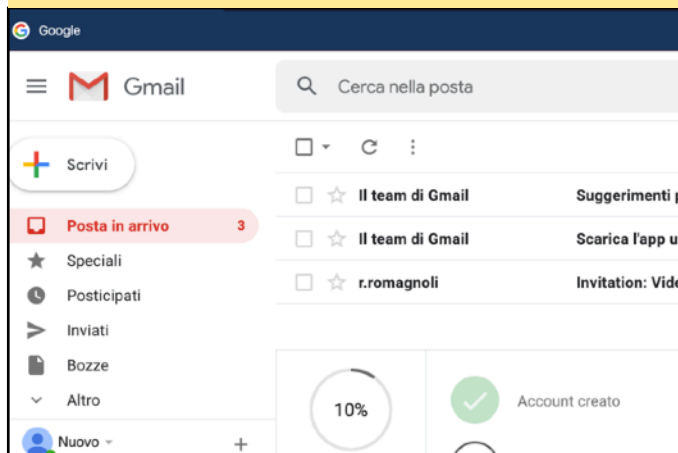 Google
Gmail
Cerca nella posta
Scrivi
Posta in arrivo 3
Speciali
Posticipati
Inviati
Bozze
Altro
Nuovo
Il team di Gmail Suggerimenti
Il team di Gmail Scarica l'app
r.romagnoli Invitation:
10%
Account creato